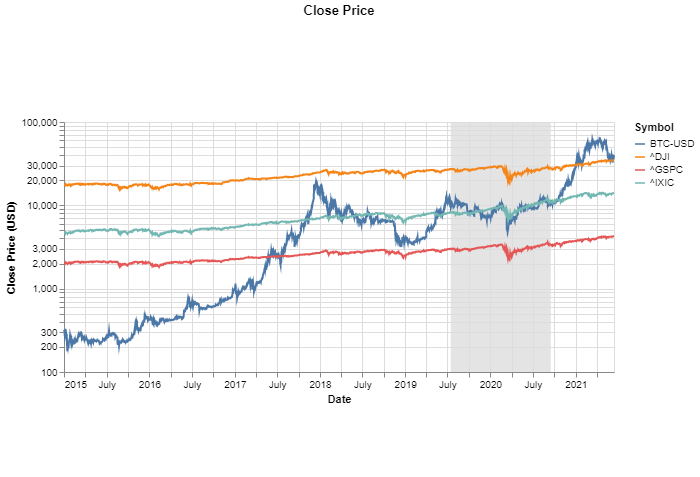 Close Price
100,000
30,000
20,000
10,000
3,000
2,000
1,000
300
200
100
Close Price (USD)
2015 July 2016 July 2017 July 2018 July 2019 July 2020 July 2021
Date
Symbol
BTC-USD
^DJI
^GSPC
^IXIC